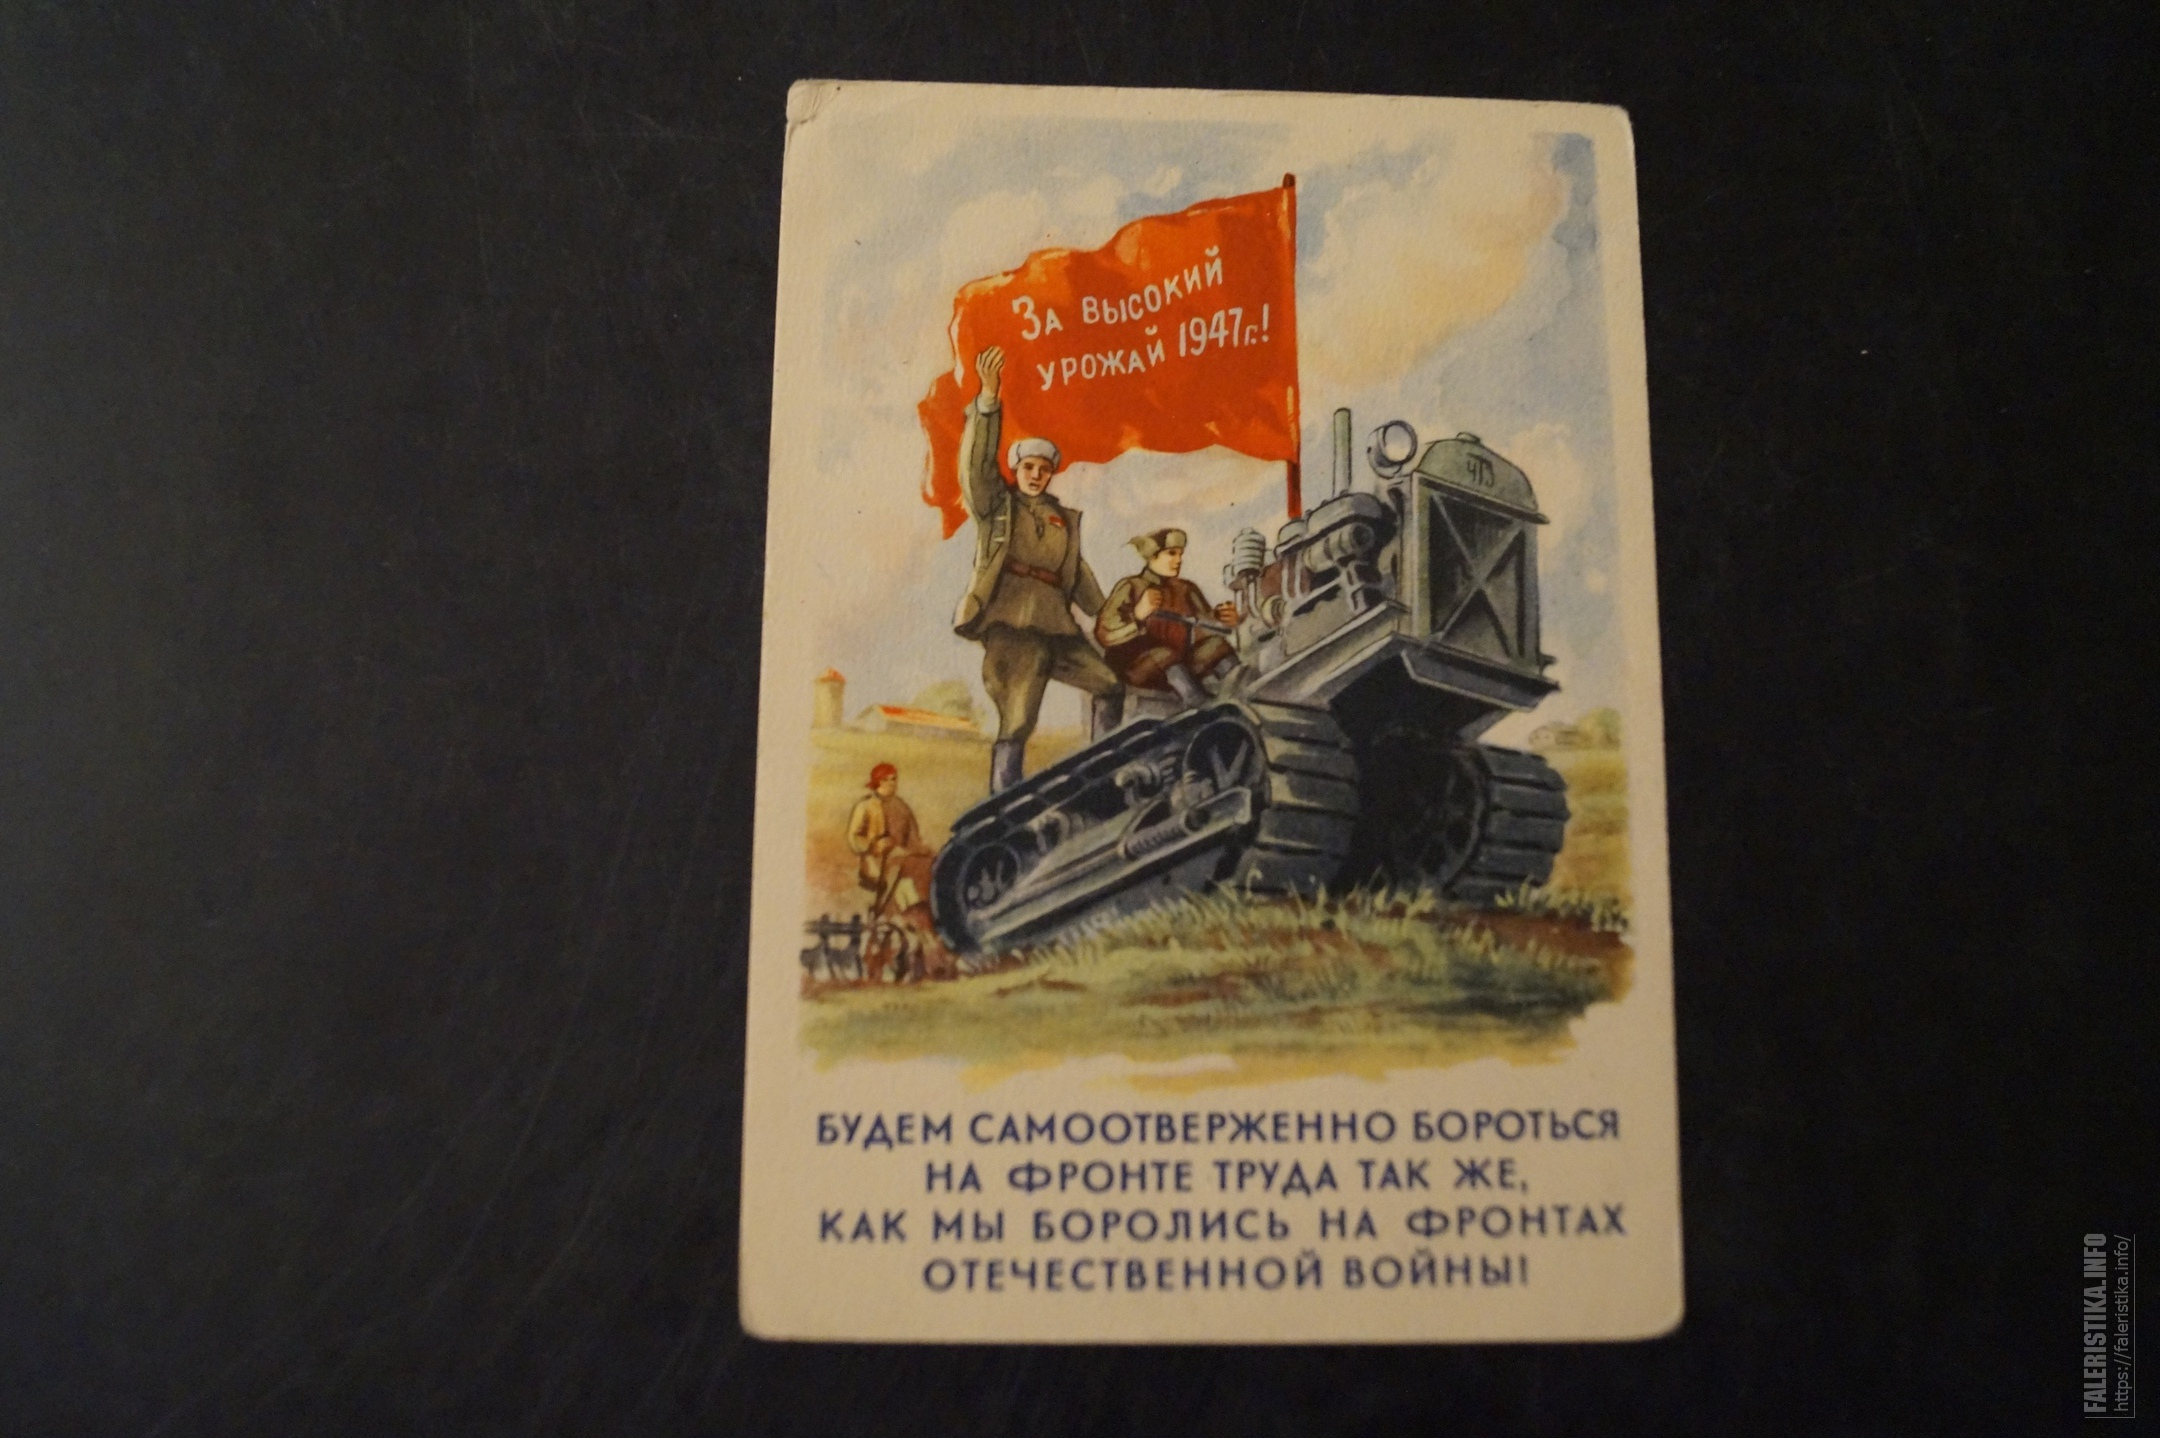 За высокий
урожай 1947г.!
ЧТЗ
БУДЕМ САМООТВЕРЖЕННО БОРОТЬСЯ
НА ФРОНТЕ ТРУДА ТАК ЖЕ,
КАК МЫ БОРОЛИСЬ НА ФРОНТАХ
ОТЕЧЕСТВЕННОЙ ВОЙНЫ!
FALERISTIKA.INFO
https://faleristika.info/